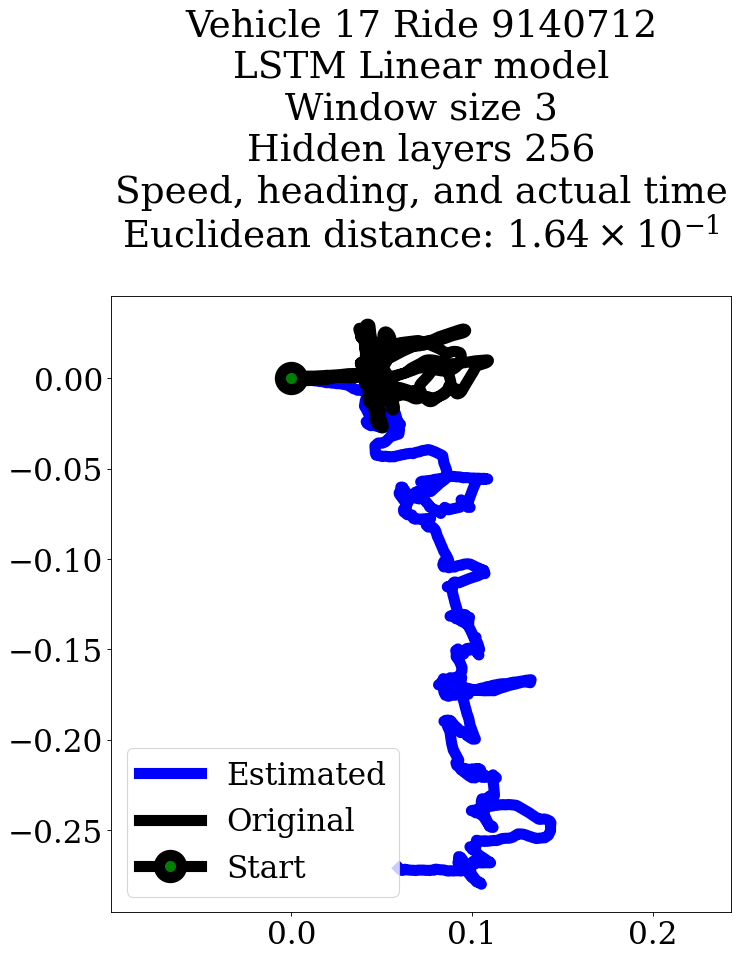 Vehicle 17 Ride 9140712
LSTM Linear model
Window size 3
Hidden layers 256
Speed, heading, and actual time
Euclidean distance: 1.64 × 10⁻¹
0.00
−0.05
−0.10
−0.15
−0.20
−0.25
Estimated
Original
Start
0.0 0.1 0.2